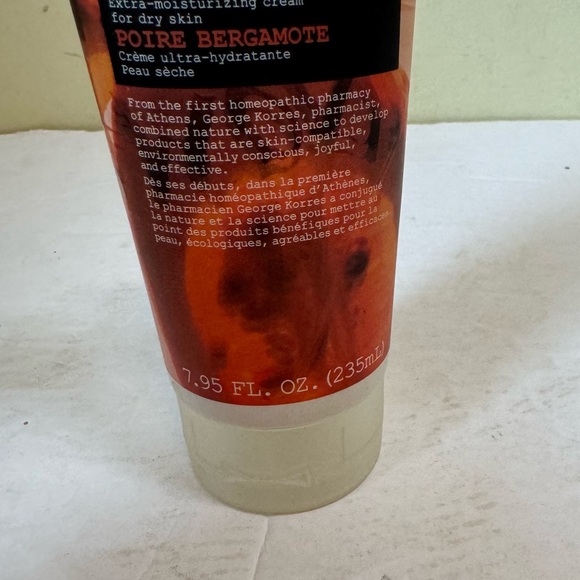 Extra-moisturizing cream
for dry skin
POIRE BERGAMOTE
Crème ultra-hydratante
Peau sèche
From the first homeopathic pharmacy
of Athens, George Korres, pharmacist,
combined nature with science to develop
products that are skin-compatible,
environmentally conscious, joyful,
and effective.
Dès ses débuts, dans la première
pharmacie homéopathique d'Athènes,
le pharmacien George Korres a conjugué
la nature et la science pour mettre au
point des produits bénéfiques pour la
peau, écologiques, agréables et efficaces.
7.95 FL. OZ. (235mL)